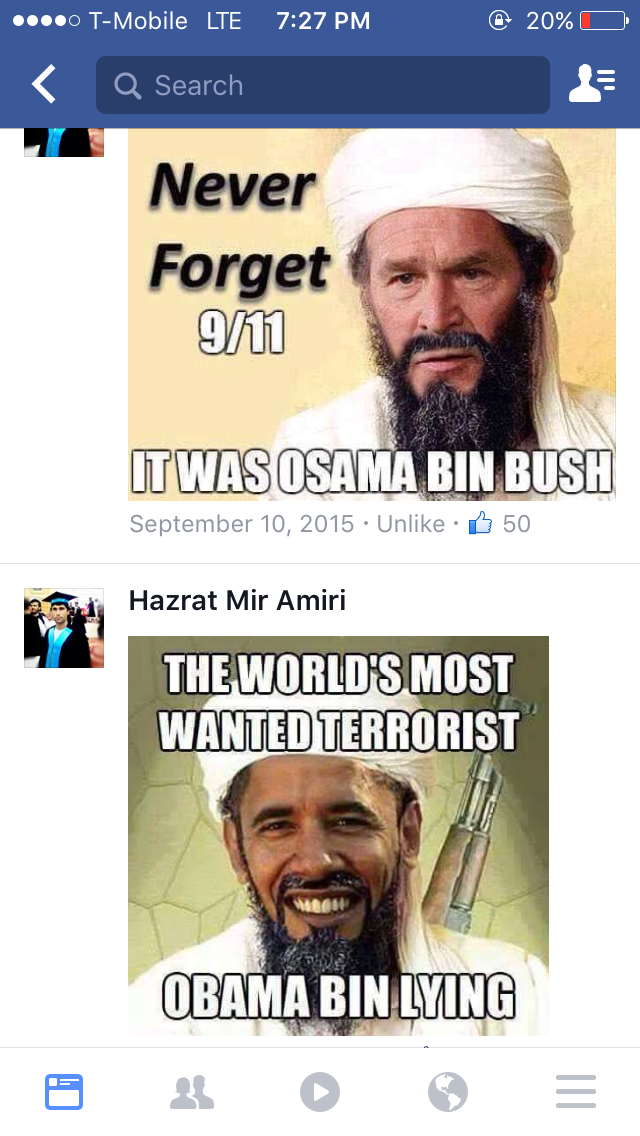 T-Mobile LTE 7:27 PM 20%
Search
Never
Forget
9/11
IT WAS OSAMA BIN BUSH
September 10, 2015 · Unlike · 50
Hazrat Mir Amiri
THE WORLD'S MOST
WANTED TERRORIST
OBAMA BIN LYING